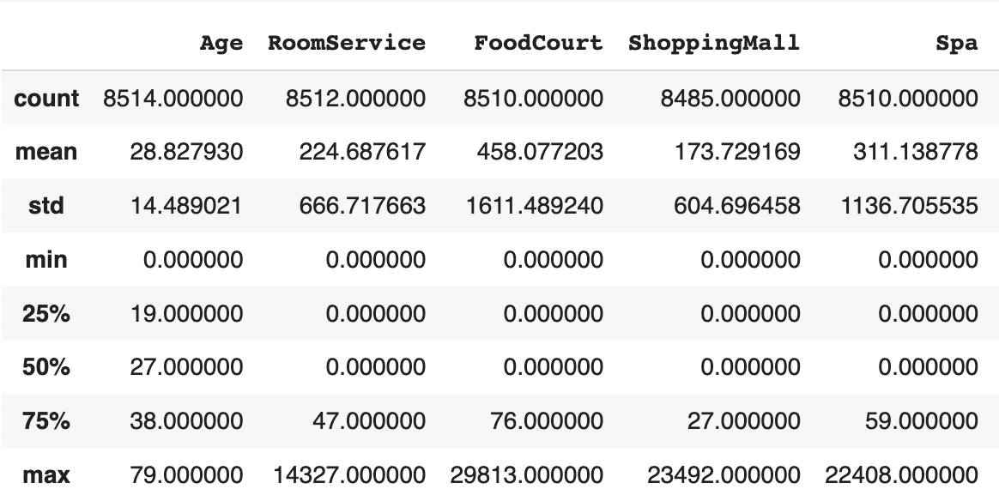 Age RoomService FoodCourt ShoppingMall Spa
count 8514.000000 8512.000000 8510.000000 8485.000000 8510.000000
mean 28.827930 224.687617 458.077203 173.729169 311.138778
std 14.489021 666.717663 1611.489240 604.696458 1136.705535
min 0.000000 0.000000 0.000000 0.000000 0.000000
25% 19.000000 0.000000 0.000000 0.000000 0.000000
50% 27.000000 0.000000 0.000000 0.000000 0.000000
75% 38.000000 47.000000 76.000000 27.000000 59.000000
max 79.000000 14327.000000 29813.000000 23492.000000 22408.000000